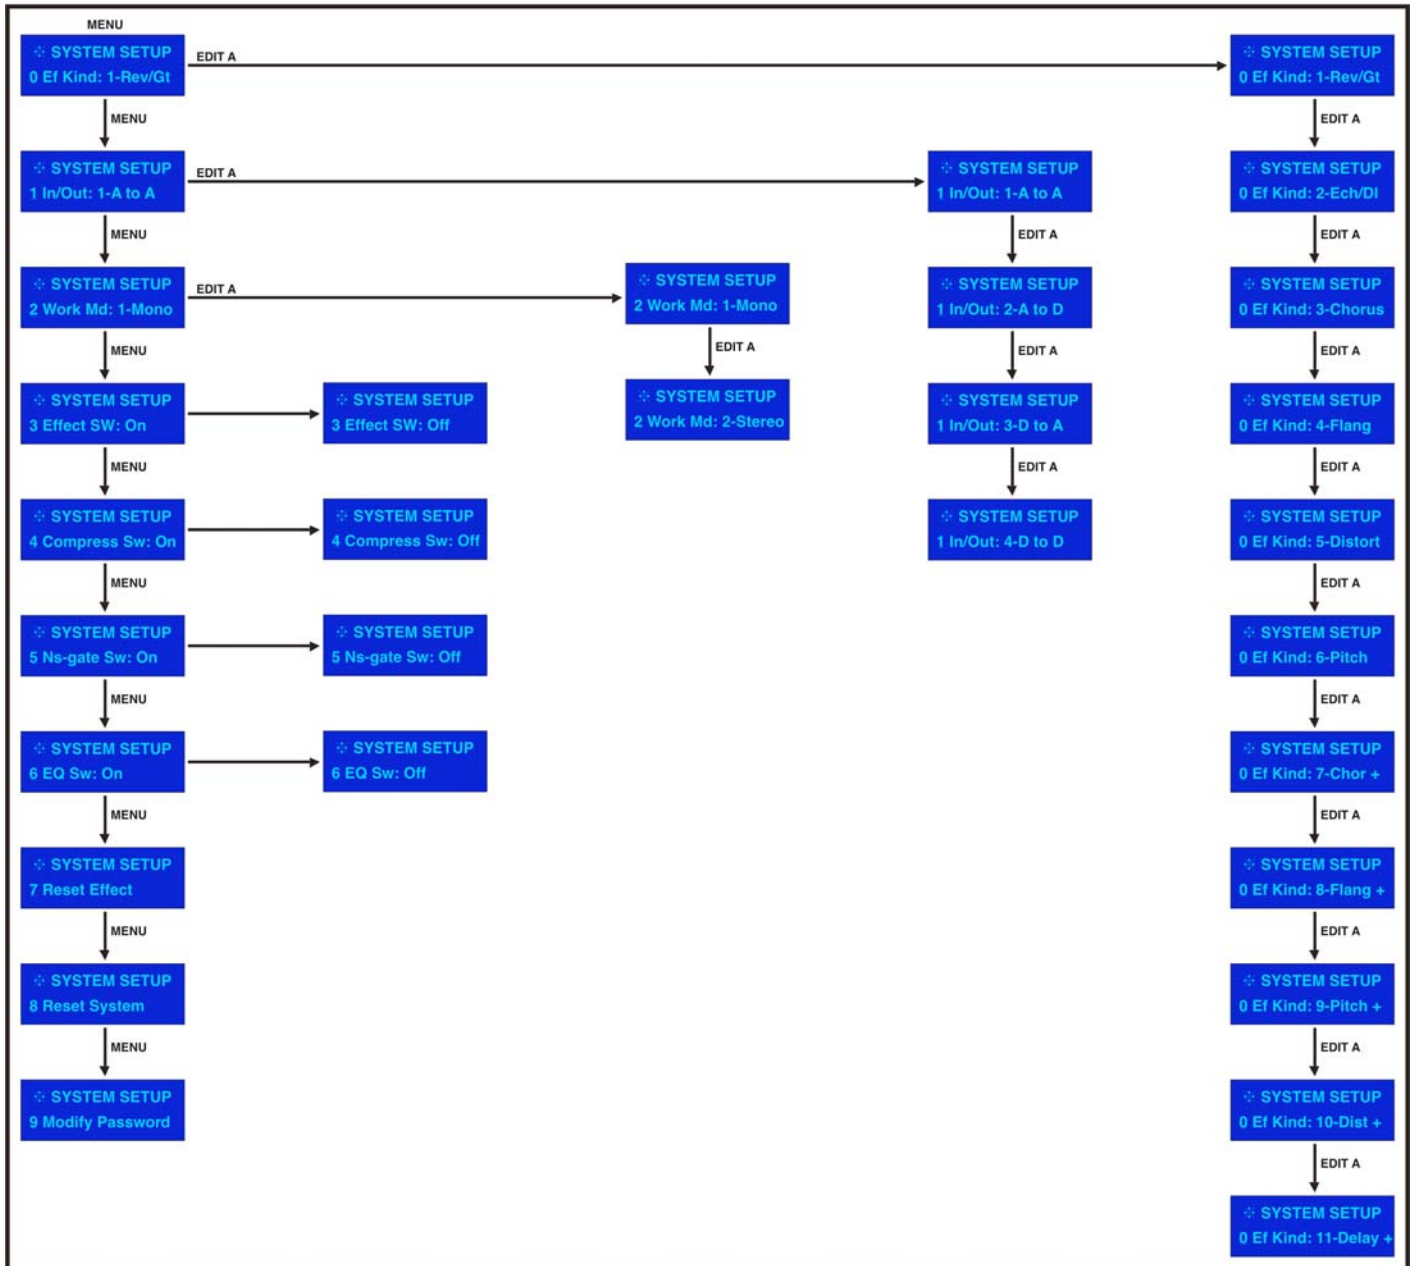 MENU
SYSTEM SETUP
0 Ef Kind: 1-Rev/Gt
EDIT A
SYSTEM SETUP
0 Ef Kind: 1-Rev/Gt
MENU
EDIT A
SYSTEM SETUP
1 In/Out: 1-A to A
EDIT A
SYSTEM SETUP
1 In/Out: 1-A to A
SYSTEM SETUP
0 Ef Kind: 2-Ech/Dl
MENU
EDIT A
EDIT A
SYSTEM SETUP
2 Work Md: 1-Mono
EDIT A
SYSTEM SETUP
2 Work Md: 1-Mono
SYSTEM SETUP
1 In/Out: 2-A to D
SYSTEM SETUP
0 Ef Kind: 3-Chorus
MENU
EDIT A
EDIT A
EDIT A
SYSTEM SETUP
3 Effect SW: On
SYSTEM SETUP
3 Effect SW: Off
SYSTEM SETUP
2 Work Md: 2-Stereo
SYSTEM SETUP
1 In/Out: 3-D to A
SYSTEM SETUP
0 Ef Kind: 4-Flang
MENU
EDIT A
EDIT A
SYSTEM SETUP
4 Compress Sw: On
SYSTEM SETUP
4 Compress Sw: Off
SYSTEM SETUP
1 In/Out: 4-D to D
SYSTEM SETUP
0 Ef Kind: 5-Distort
MENU
EDIT A
SYSTEM SETUP
5 Ns-gate Sw: On
SYSTEM SETUP
5 Ns-gate Sw: Off
SYSTEM SETUP
0 Ef Kind: 6-Pitch
MENU
EDIT A
SYSTEM SETUP
6 EQ Sw: On
SYSTEM SETUP
6 EQ Sw: Off
SYSTEM SETUP
0 Ef Kind: 7-Chor +
MENU
EDIT A
SYSTEM SETUP
7 Reset Effect
SYSTEM SETUP
0 Ef Kind: 8-Flang +
MENU
EDIT A
SYSTEM SETUP
8 Reset System
SYSTEM SETUP
0 Ef Kind: 9-Pitch +
MENU
EDIT A
SYSTEM SETUP
9 Modify Password
SYSTEM SETUP
0 Ef Kind: 10-Dist +
EDIT A
SYSTEM SETUP
0 Ef Kind: 11-Delay +